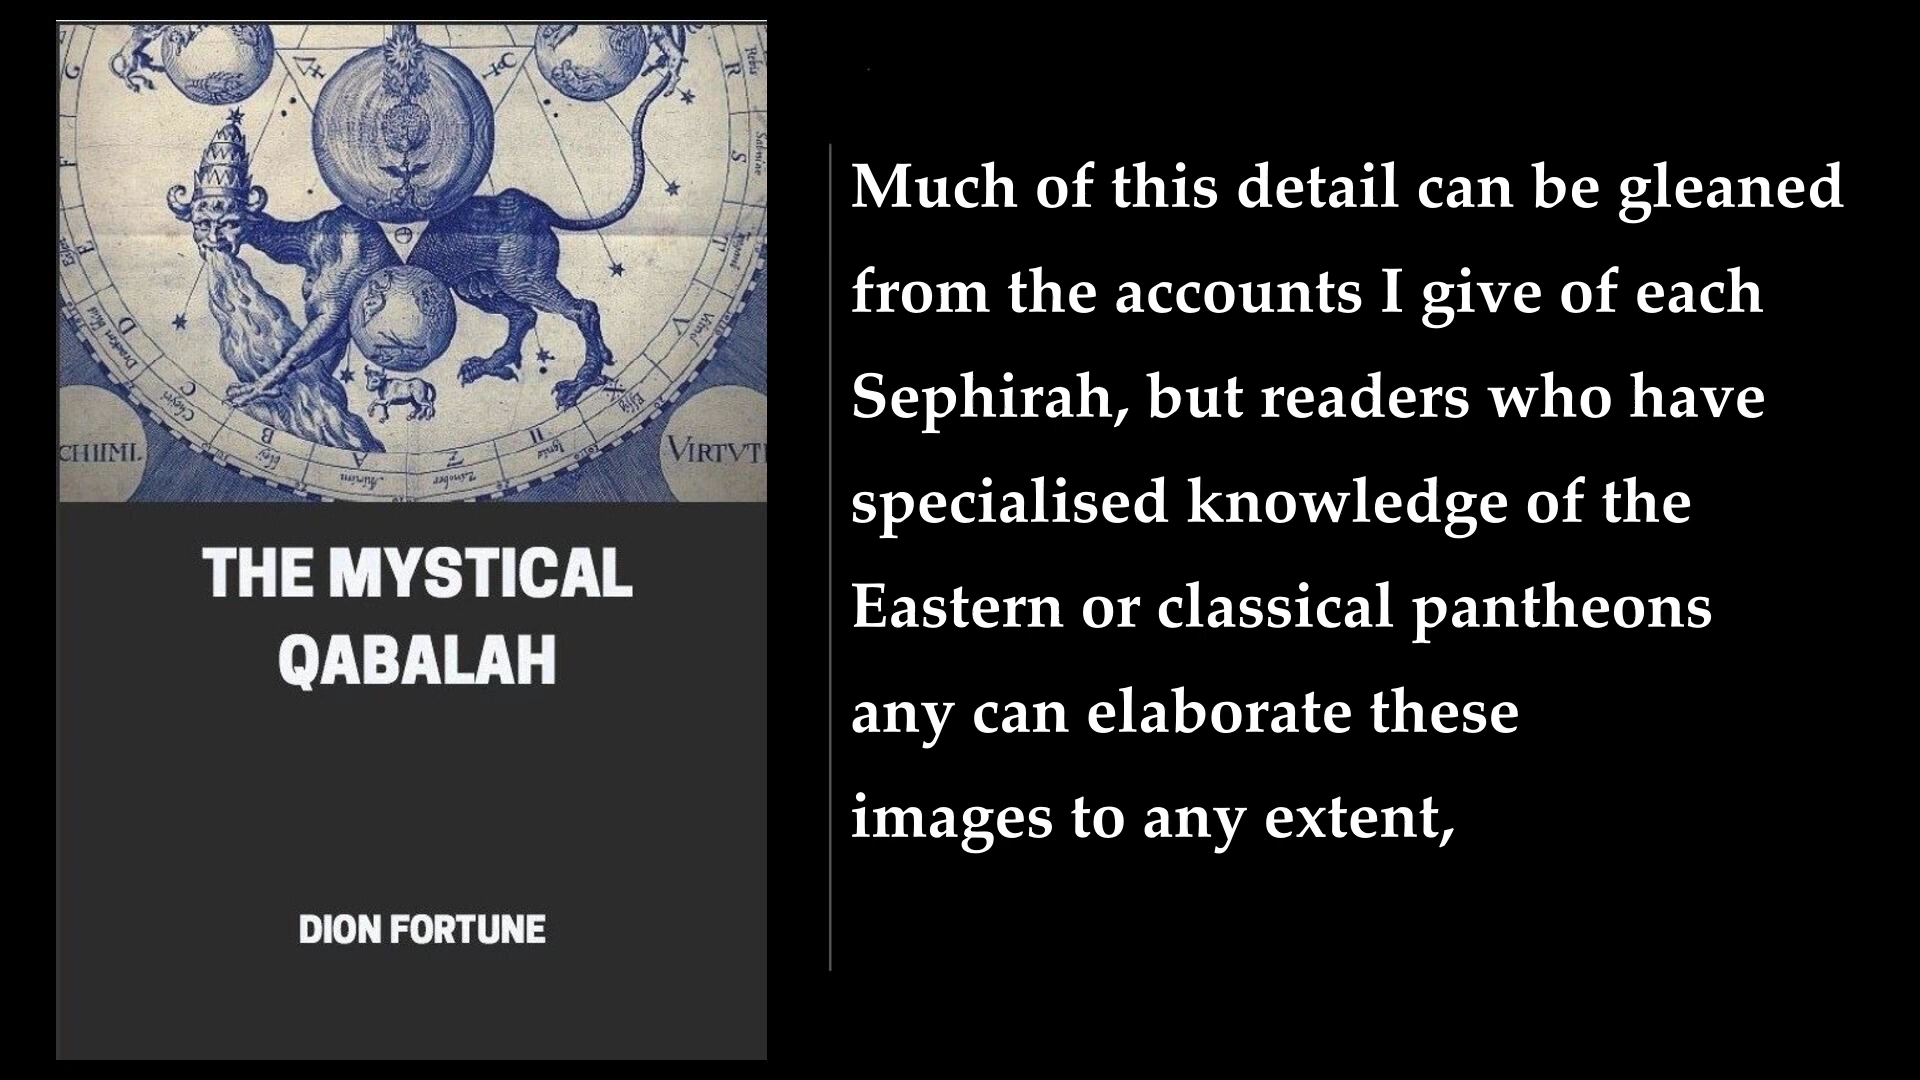 CHIIMI.
VIRTVTI
THE MYSTICAL
QABALAH
DION FORTUNE
Much of this detail can be gleaned
from the accounts I give of each
Sephirah, but readers who have
specialised knowledge of the
Eastern or classical pantheons
any can elaborate these
images to any extent,